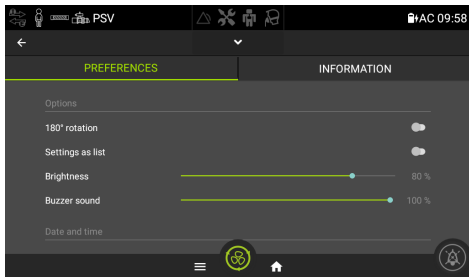 PSV
AC 09:58
PREFERENCES
INFORMATION
Options
180° rotation
Settings as list
Brightness
80 %
Buzzer sound
100 %
Date and time